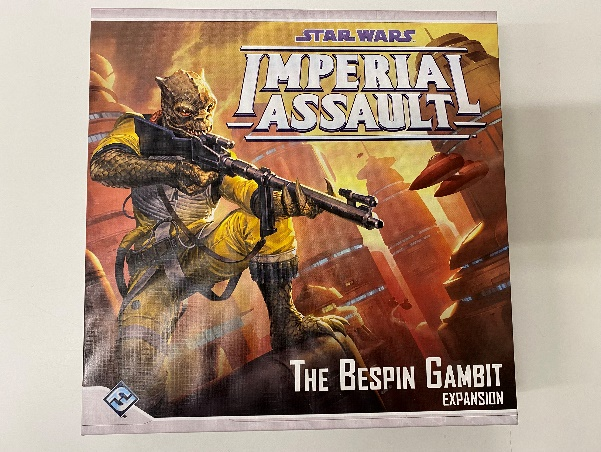 STAR WARS
IMPERIAL
ASSAULT
THE BESPIN GAMBIT
EXPANSION